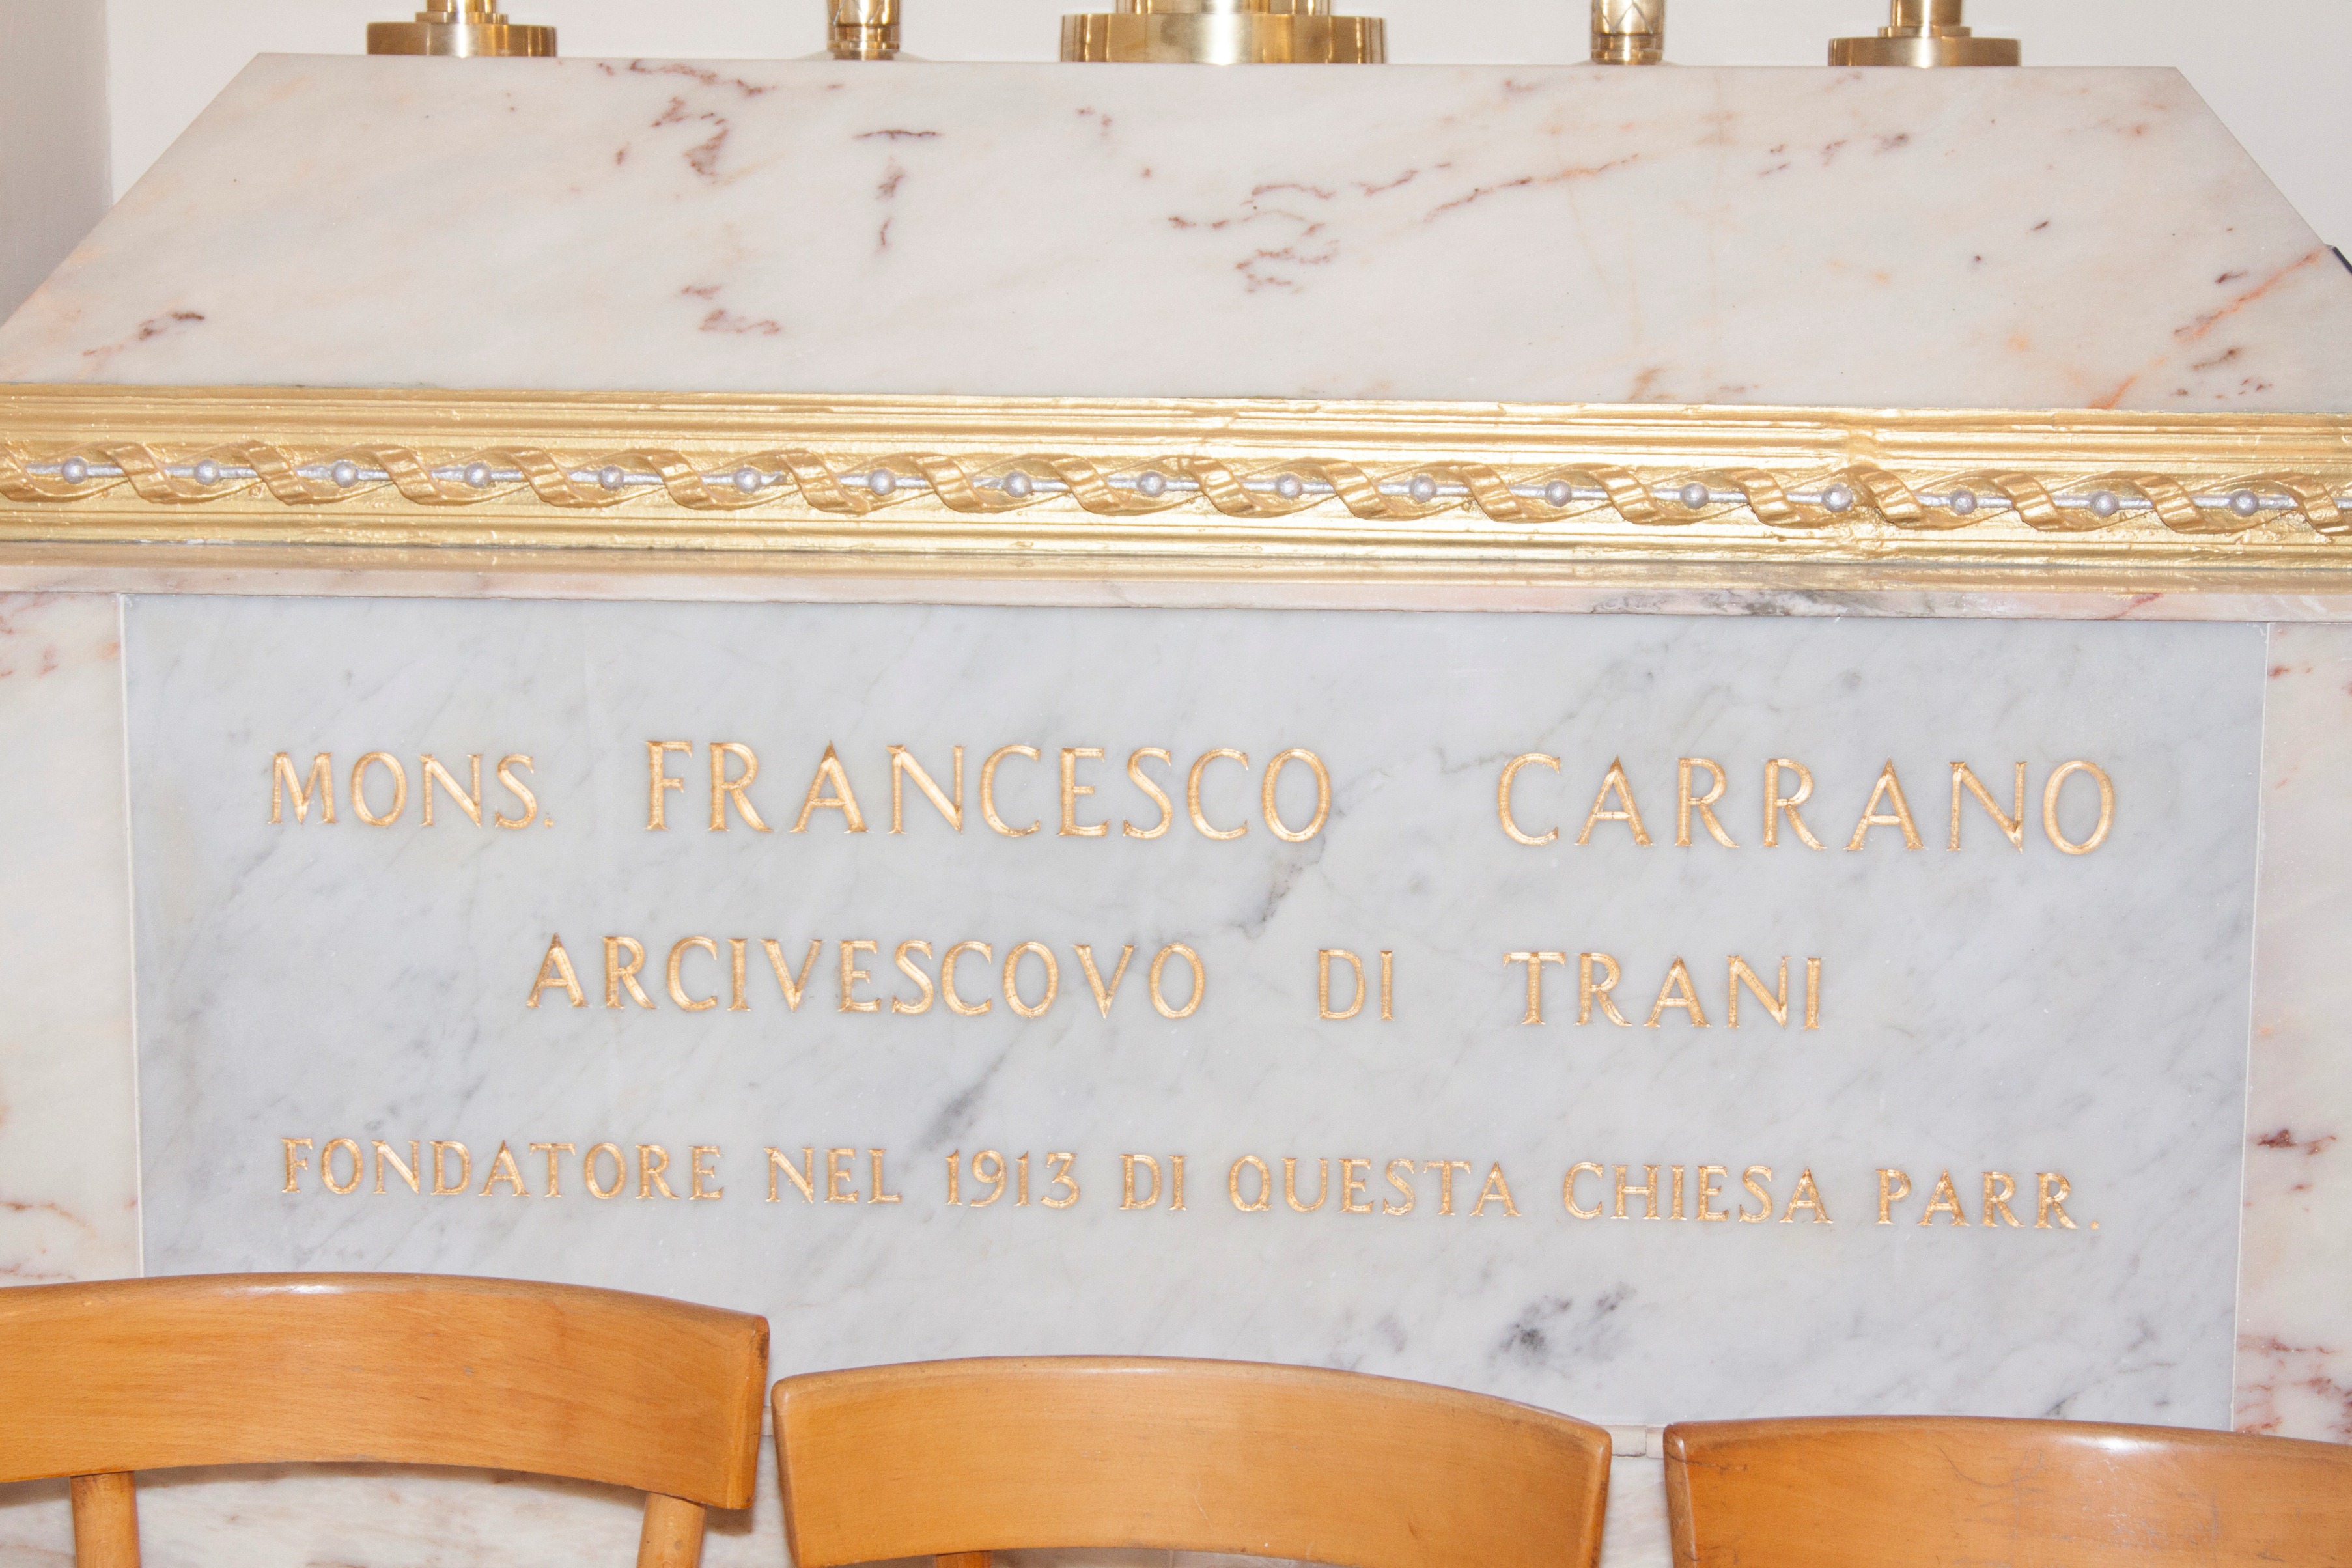 MONS. FRANCESCO CARRANO
ARCIVESCOVO DI TRANI
FONDATORE NEL 1913 DI QUESTA CHIESA PARR.